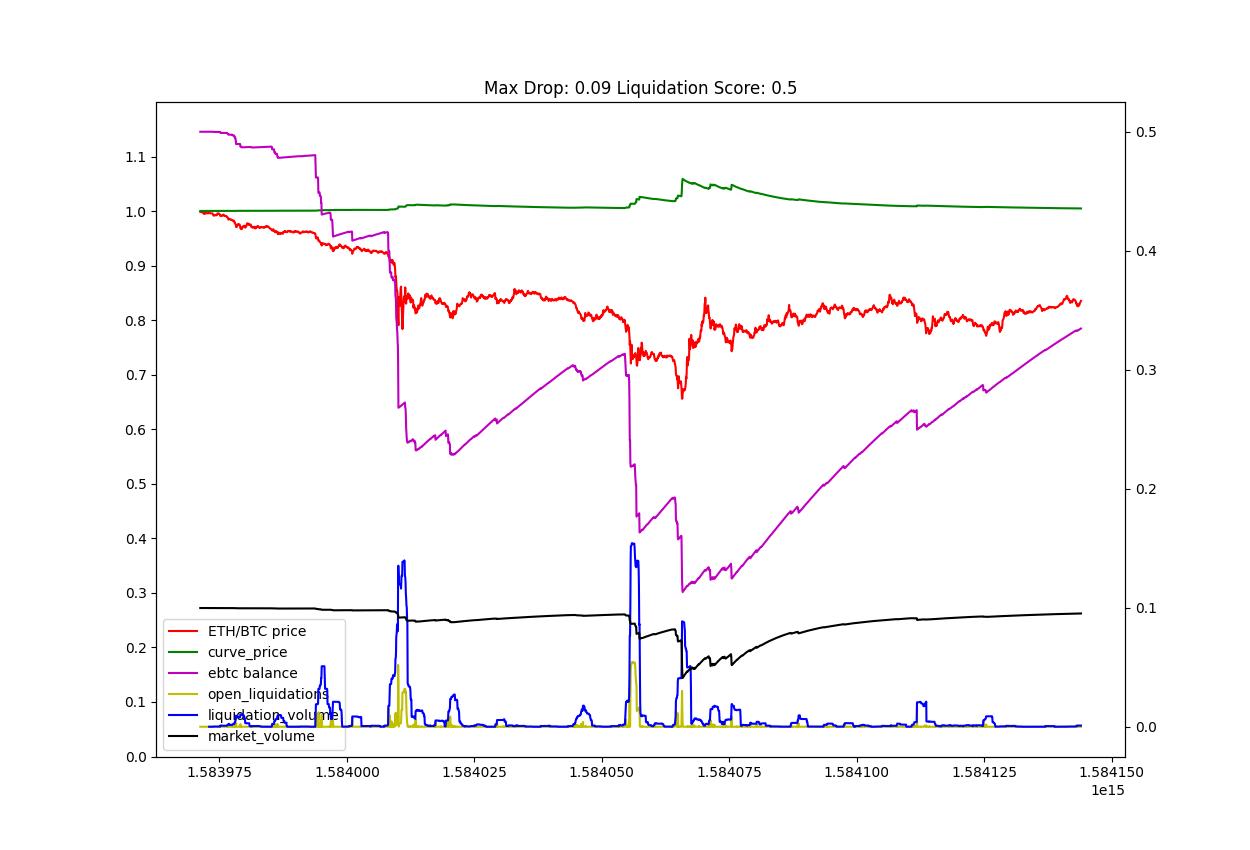 Max Drop: 0.09 Liquidation Score: 0.5
1.1
1.0
0.9
0.8
0.7
0.6
0.5
0.4
0.3
0.2
0.1
0.0
0.5
0.4
0.3
0.2
0.1
0.0
ETH/BTC price
curve_price
ebtc balance
open_liquidations
liquidation_volume
market_volume
1.583975 1.584000 1.584025 1.584050 1.584075 1.584100 1.584125 1.584150
1e15